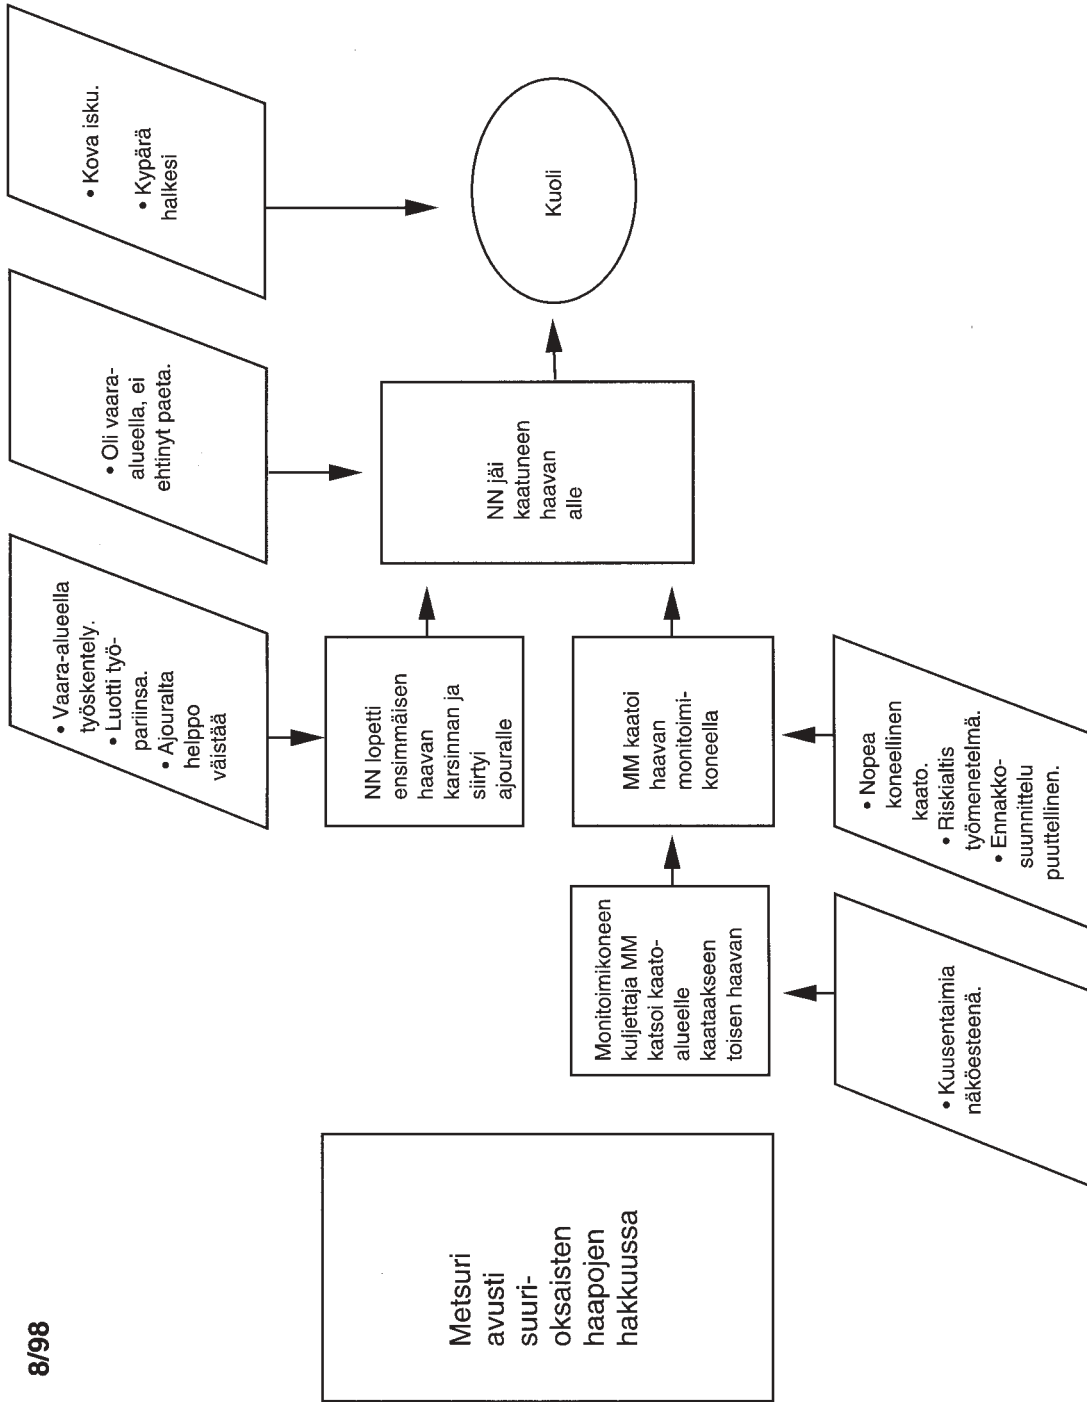 8/98
Metsuri
avusti
suuri-
oksaisten
haapojen
hakkuussa
Monitoimikoneen
kuljettaja MM
katsoi kaato-
alueelle
kaataakseen
toisen haavan
• Kuusentaimia
näköesteenä.
• Vaara-alueella
työskentely.
• Luotti työ-
pariinsa.
• Ajouralta
helppo
väistää
NN lopetti
ensimmäisen
haavan
karsinnan ja
siirtyi
ajouralle
MM kaatoi
haavan
monitoimi-
koneella
• Nopea
koneellinen
kaato.
• Riskialtis
työmenetelmä.
• Ennakko-
suunnittelu
puuttellinen.
• Oli vaara-
alueella, ei
ehtinyt paeta.
NN jäi
kaatuneen
haavan
alle
• Kova isku.
• Kypärä
halkesi
Kuoli